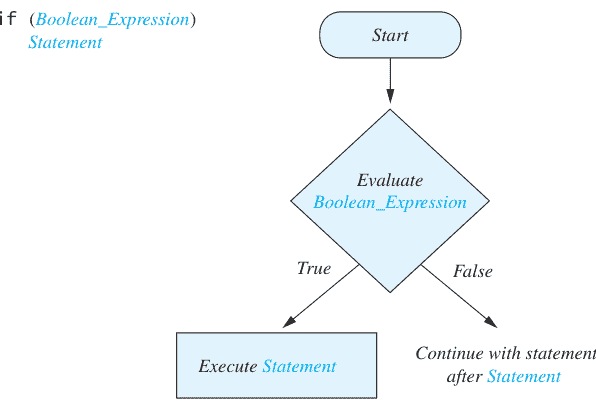 if (Boolean_Expression)
Statement
Start
Evaluate
Boolean_Expression
True
False
Execute Statement
Continue with statement
after Statement